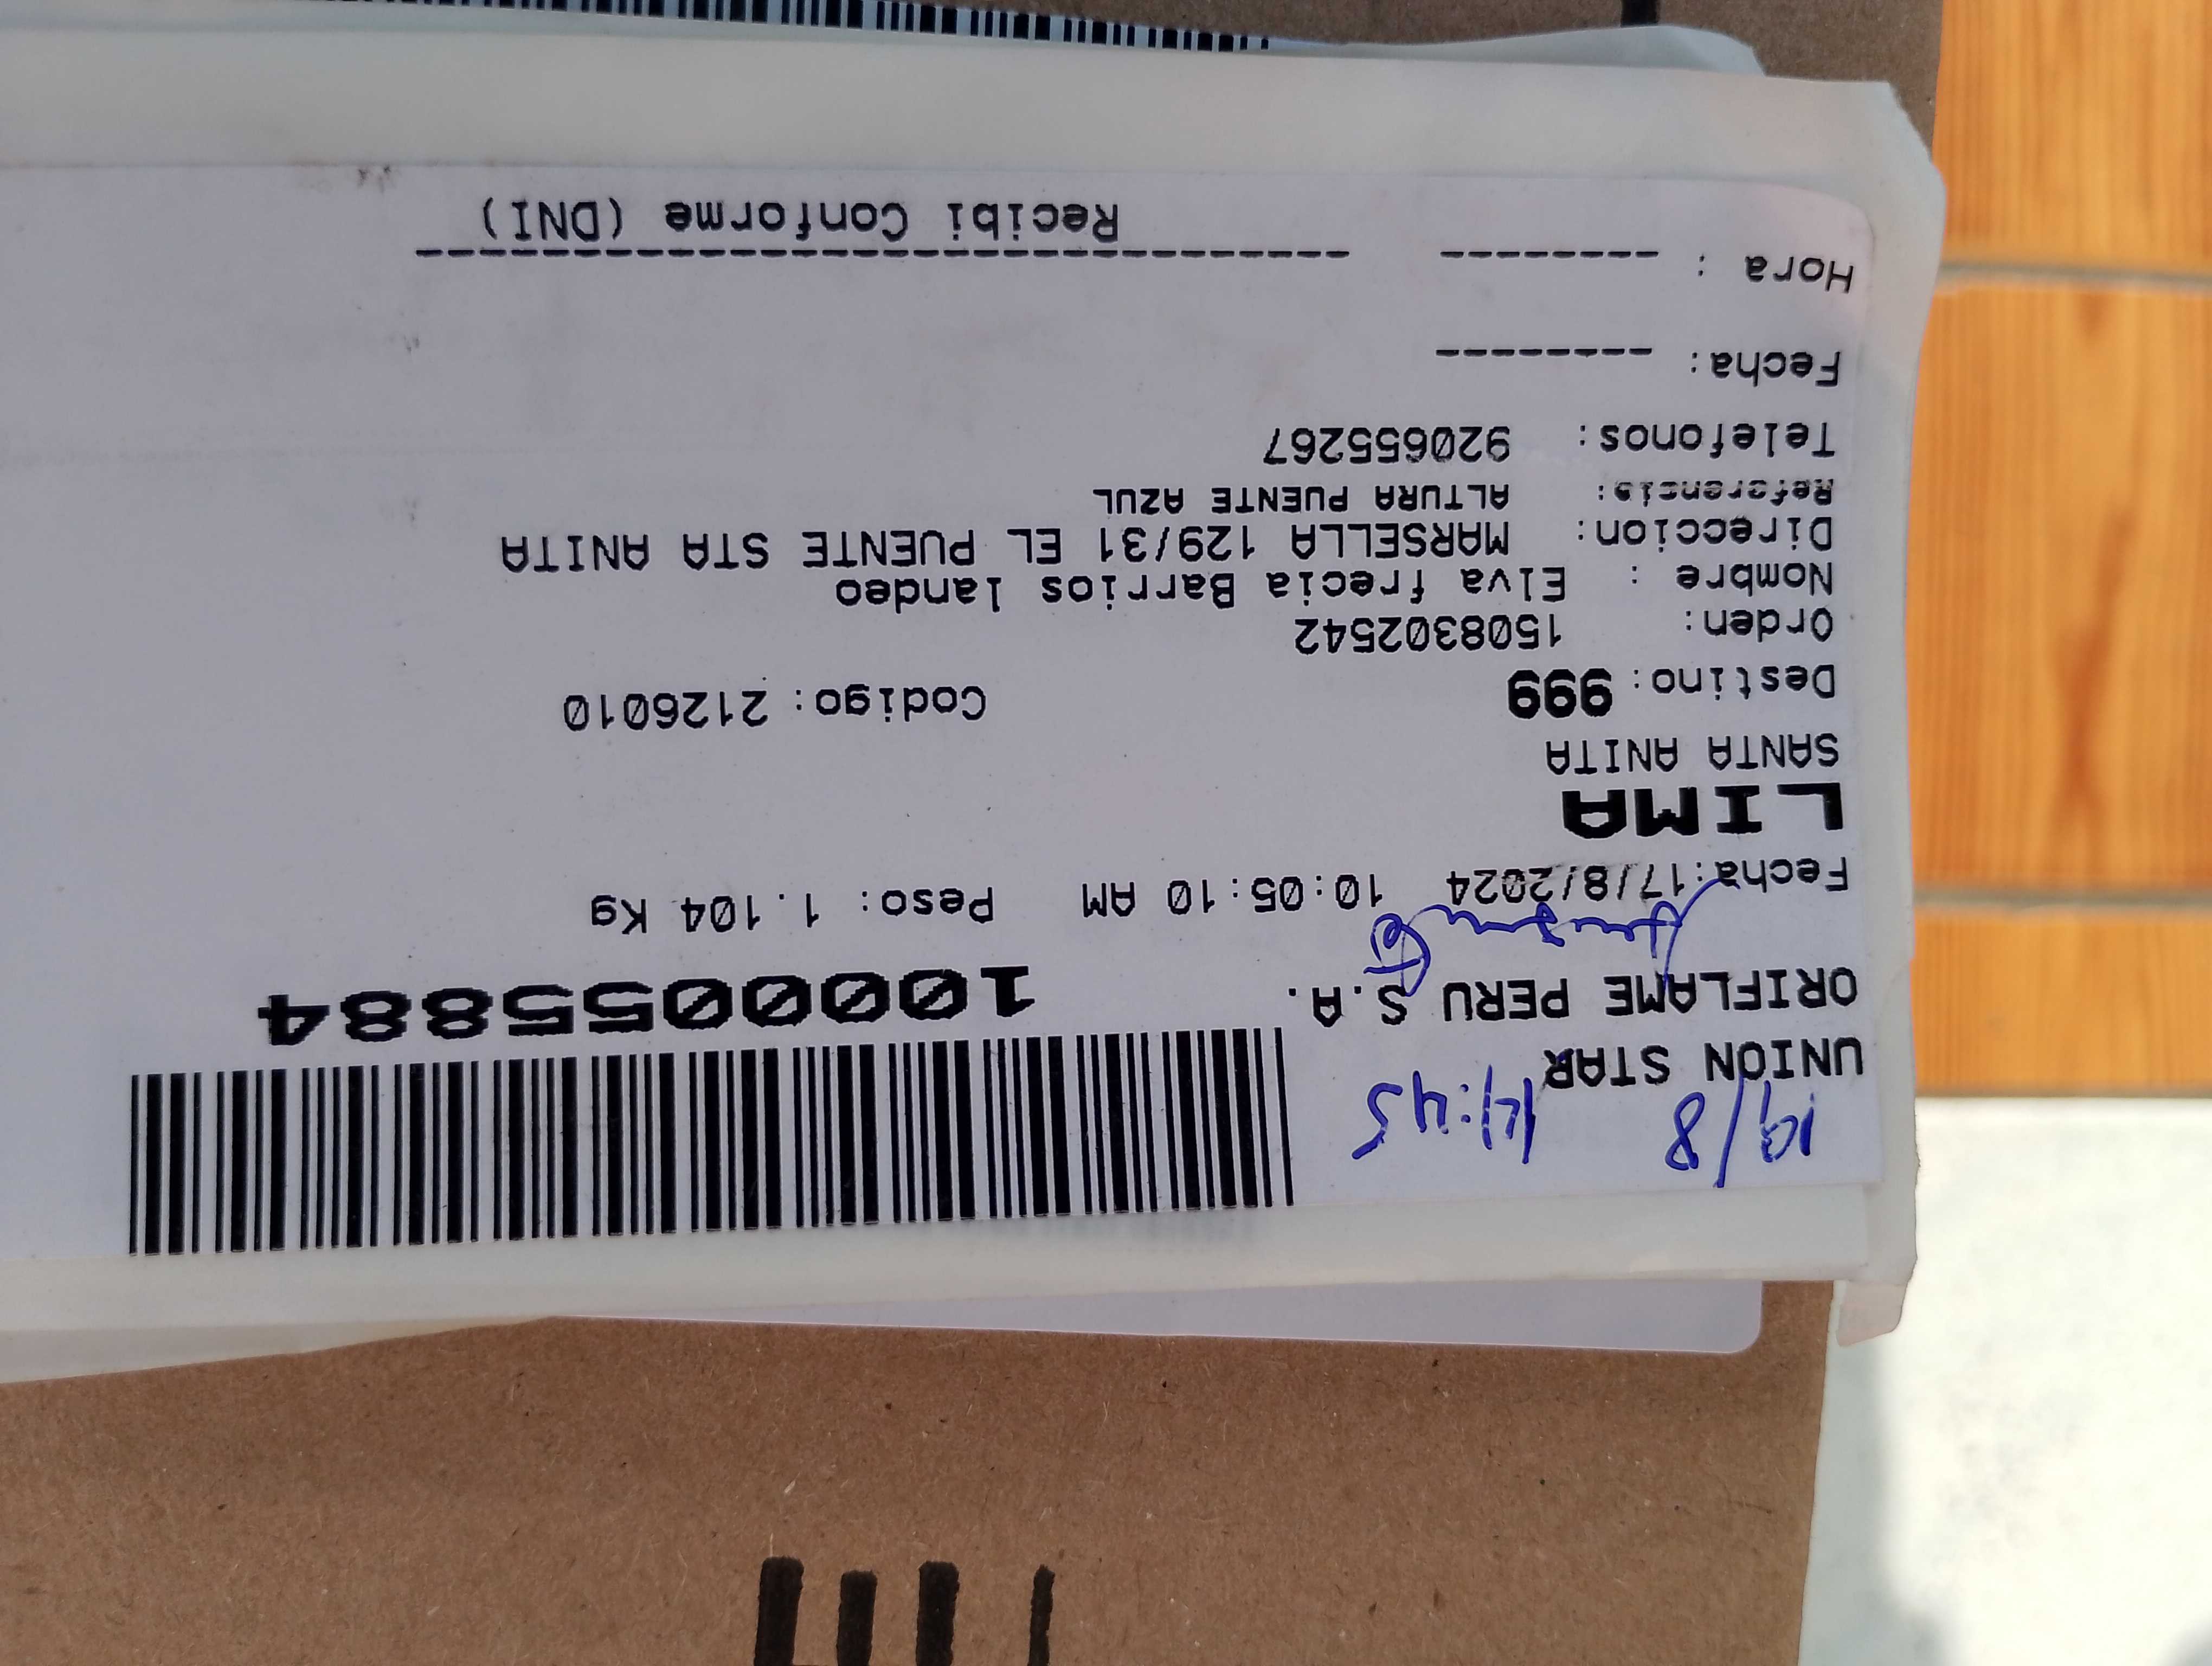 19/8 14:45
UNION STAR
ORIFLAME PERU S.A. 1000055884
Fecha:17/8/2024 10:05:10 AM Peso: 1.104 Kg
LIMA
SANTA ANITA
Destino: 999 Codigo: 2126010
Orden: 1508302542
Nombre : Elva frecia Barrios landeo
Direccion: MARSELLA 129/31 EL PUENTE STA ANITA
Referencia: ALTURA PUENTE AZUL
Telefonos: 920655267
Fecha: --------
Hora : --------
Recibi Conforme (DNI)